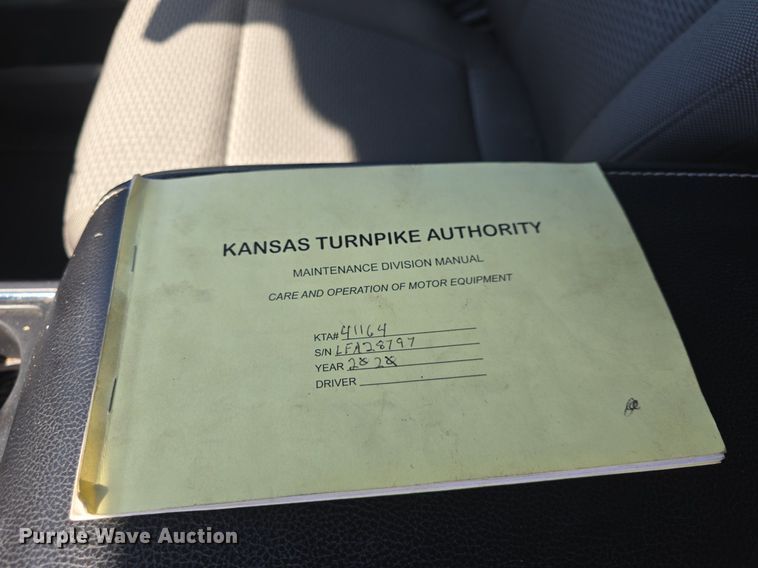 KANSAS TURNPIKE AUTHORITY
MAINTENANCE DIVISION MANUAL
CARE AND OPERATION OF MOTOR EQUIPMENT
KTA# 41164
S/N LFA28797
YEAR 2020
DRIVER
Purple Wave Auction